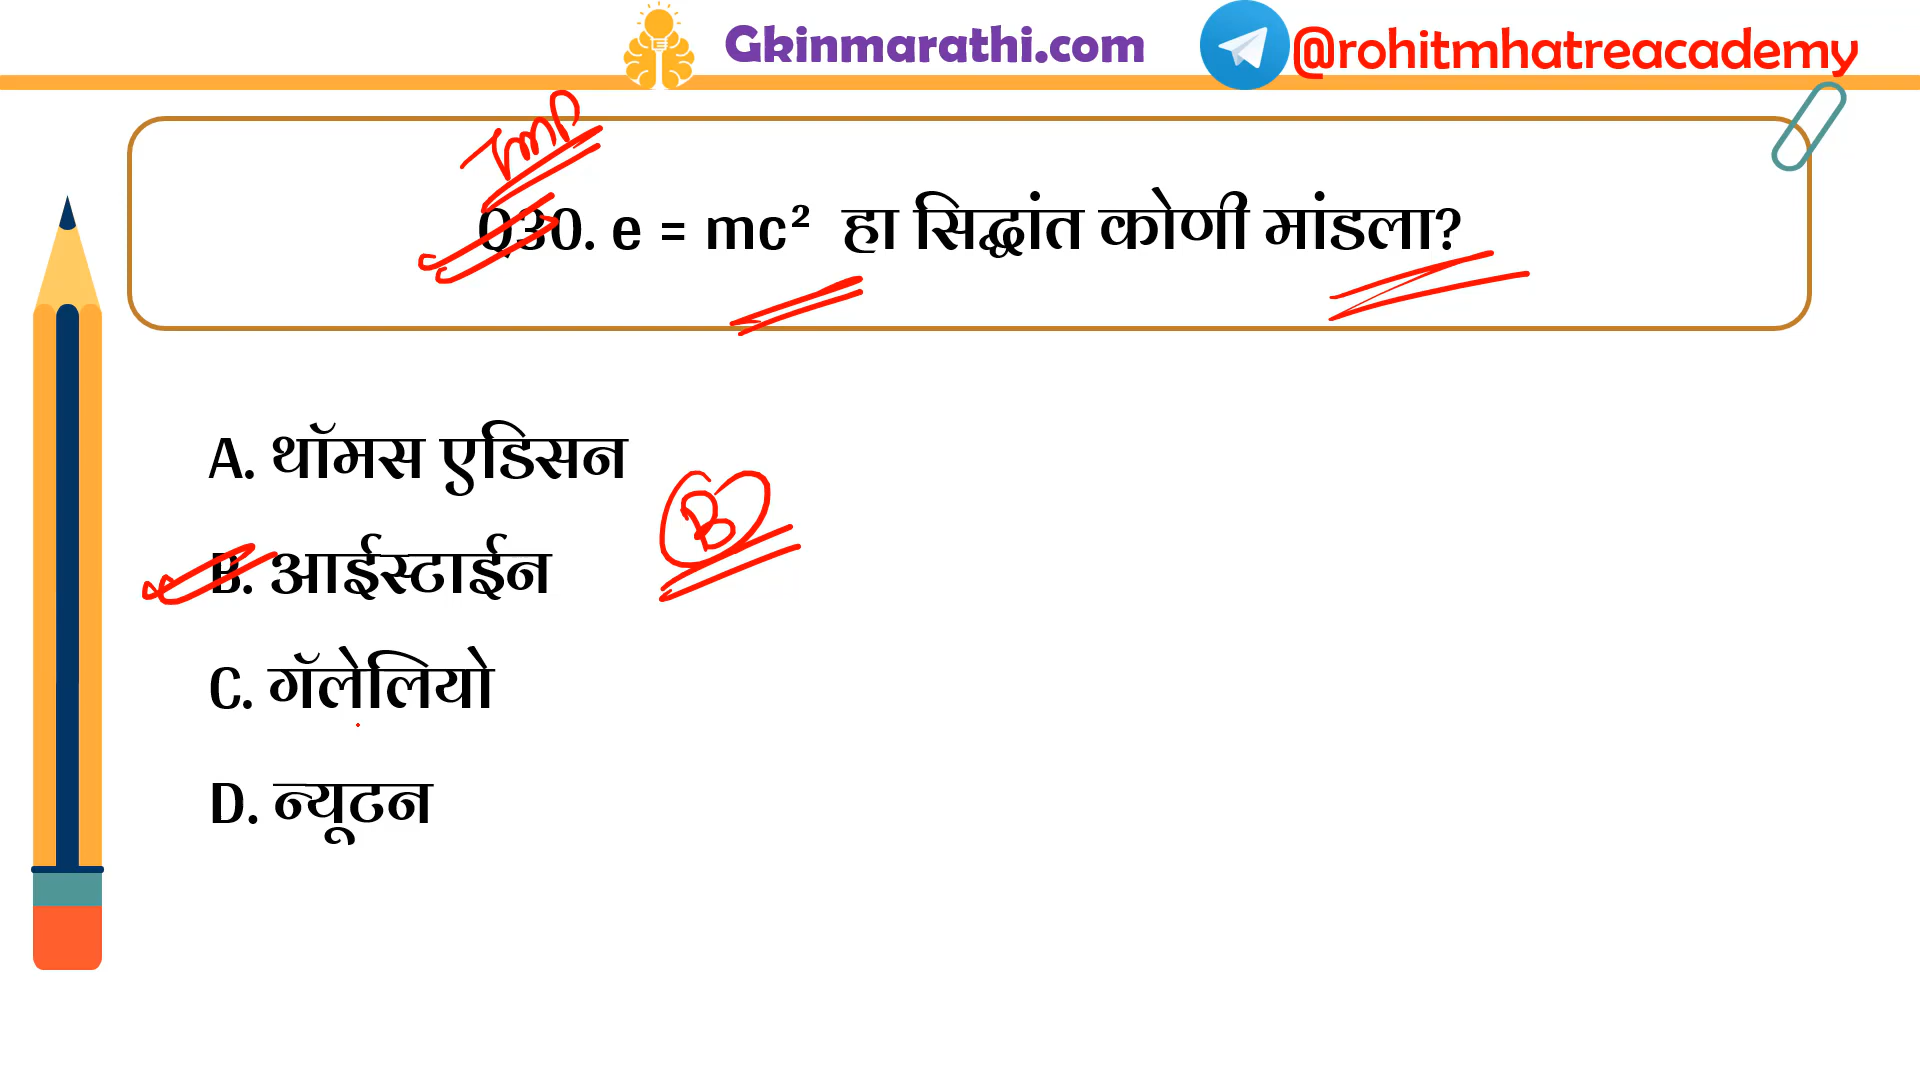 Gkinmarathi.com
@rohitmhatreacademy
Imp
Q30. e = mc² हा सिद्धांत कोणी मांडला?
A. थॉमस एडिसन
B
B. आईस्टाईन
C. गॅलेलियो
D. न्यूटन